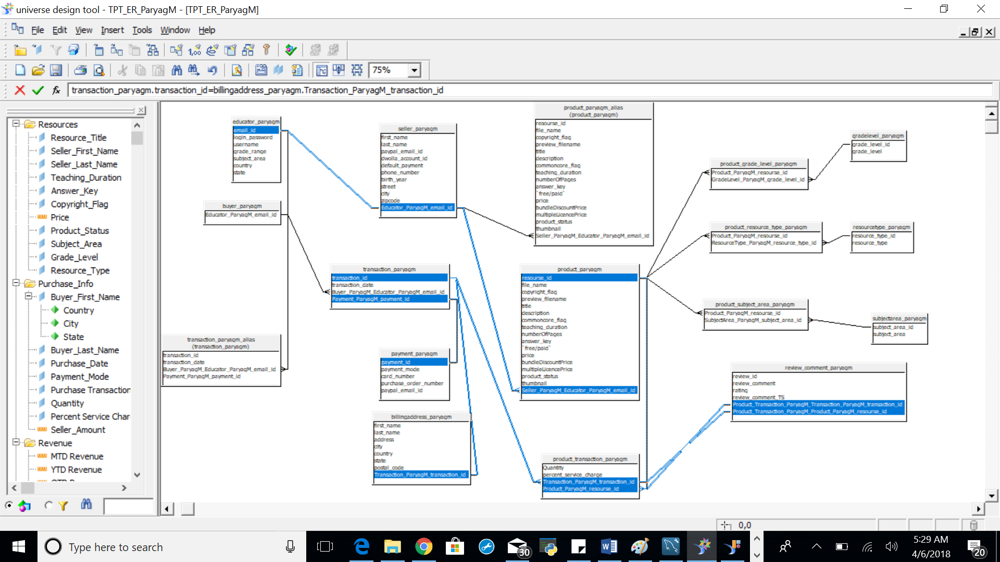 universe design tool - TPT_ER_ParyagM - [TPT_ER_ParyagM]
File Edit View Insert Tools Window Help
75%
transaction_paryagm.transaction_id=billingaddress_paryagm.Transaction_ParyagM_transaction_id
Resources
Resource_Title
Seller_First_Name
Seller_Last_Name
Teaching_Duration
Answer_Key
Copyright_Flag
Price
Product_Status
Subject_Area
Grade_Level
Resource_Type
Purchase_Info
Buyer_First_Name
Country
City
State
Buyer_Last_Name
Purchase_Date
Payment_Mode
Purchase Transaction
Quantity
Percent Service Char
Seller_Amount
Revenue
MTD Revenue
YTD Revenue
educator_paryagm
email_id
login_password
username
grade_range
subject_area
country
state
buyer_paryagm
Educator_ParyagM_email_id
transaction_paryagm_alias
(transaction_paryagm)
transaction_id
transaction_date
Buyer_ParyagM_Educator_ParyagM_email_id
Payment_ParyagM_payment_id
seller_paryagm
first_name
last_name
paypal_email_id
dwolla_account_id
default_payment
phone_number
birth_year
street
city
zipcode
Educator_ParyagM_email_id
transaction_paryagm
transaction_id
transaction_date
Buyer_ParyagM_Educator_ParyagM_email_id
Payment_ParyagM_payment_id
payment_paryagm
payment_id
payment_mode
card_number
purchase_order_number
paypal_email_id
billingaddress_paryagm
first_name
last_name
address
city
country
state
postal_code
Transaction_ParyagM_transaction_id
product_paryagm_alias
(product_paryagm)
resourse_id
file_name
copyright_flag
preview_filename
title
description
commoncore_flag
teaching_duration
numberOfPages
answer_key
`free/paid`
price
bundleDiscountPrice
multipleLicencePrice
product_status
thumbnail
Seller_ParyagM_Educator_ParyagM_email_id
product_paryagm
resourse_id
file_name
copyright_flag
preview_filename
title
description
commoncore_flag
teaching_duration
numberOfPages
answer_key
`free/paid`
price
bundleDiscountPrice
multipleLicencePrice
product_status
thumbnail
Seller_ParyagM_Educator_ParyagM_email_id
product_transaction_paryagm
Quantity
percent_service_charge
Transaction_ParyagM_transaction_id
Product_ParyagM_resourse_id
product_grade_level_paryagm
Product_ParyagM_resourse_id
GradeLevel_ParyagM_grade_level_id
gradelevel_paryagm
grade_level_id
grade_level
product_resource_type_paryagm
Product_ParyagM_resourse_id
ResourceType_ParyagM_resource_type_id
resourcetype_paryagm
resource_type_id
resource_type
product_subject_area_paryagm
Product_ParyagM_resourse_id
SubjectArea_ParyagM_subject_area_id
subjectarea_paryagm
subject_area_id
subject_area
review_comment_paryagm
review_id
review_comment
rating
review_comment_TS
Product_Transaction_ParyagM_Transaction_ParyagM_transaction_id
Product_Transaction_ParyagM_Product_ParyagM_resourse_id
0,0
Type here to search
30
5:29 AM
4/6/2018
20